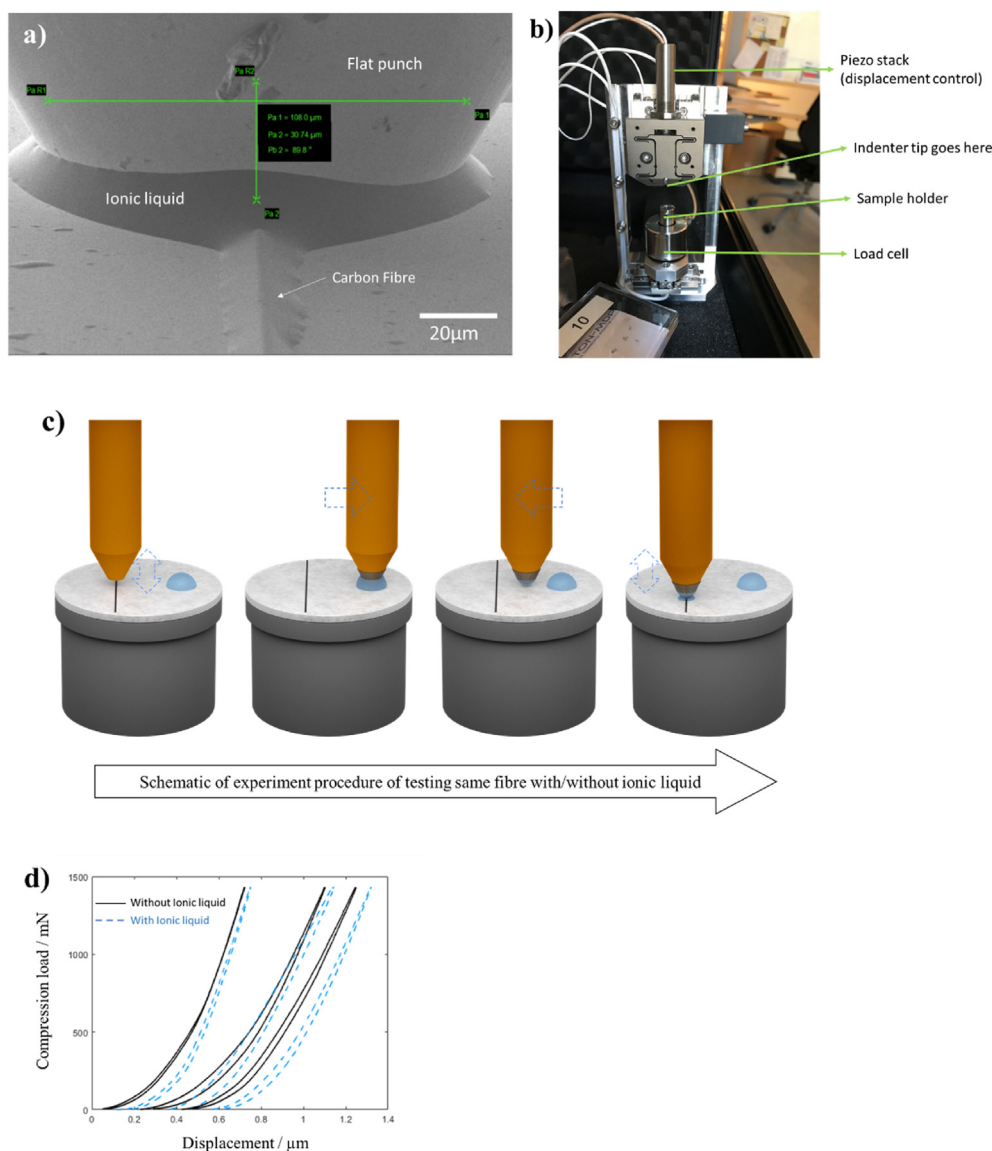 a)
Flat punch
Pa R2
Pa R1
Pa 1
Pa 1 = 108.0 µm
Pa 2 = 30.74 µm
Pb 2 = 89.8 °
Ionic liquid
Pa 2
Carbon Fibre
20µm
b)
Piezo stack
(displacement control)
Indenter tip goes here
Sample holder
Load cell
10
c)
Schematic of experiment procedure of testing same fibre with/without ionic liquid
d)
1500
Without Ionic liquid
With Ionic liquid
1000
Compression load / mN
500
0
0 0.2 0.4 0.6 0.8 1 1.2 1.4
Displacement / µm